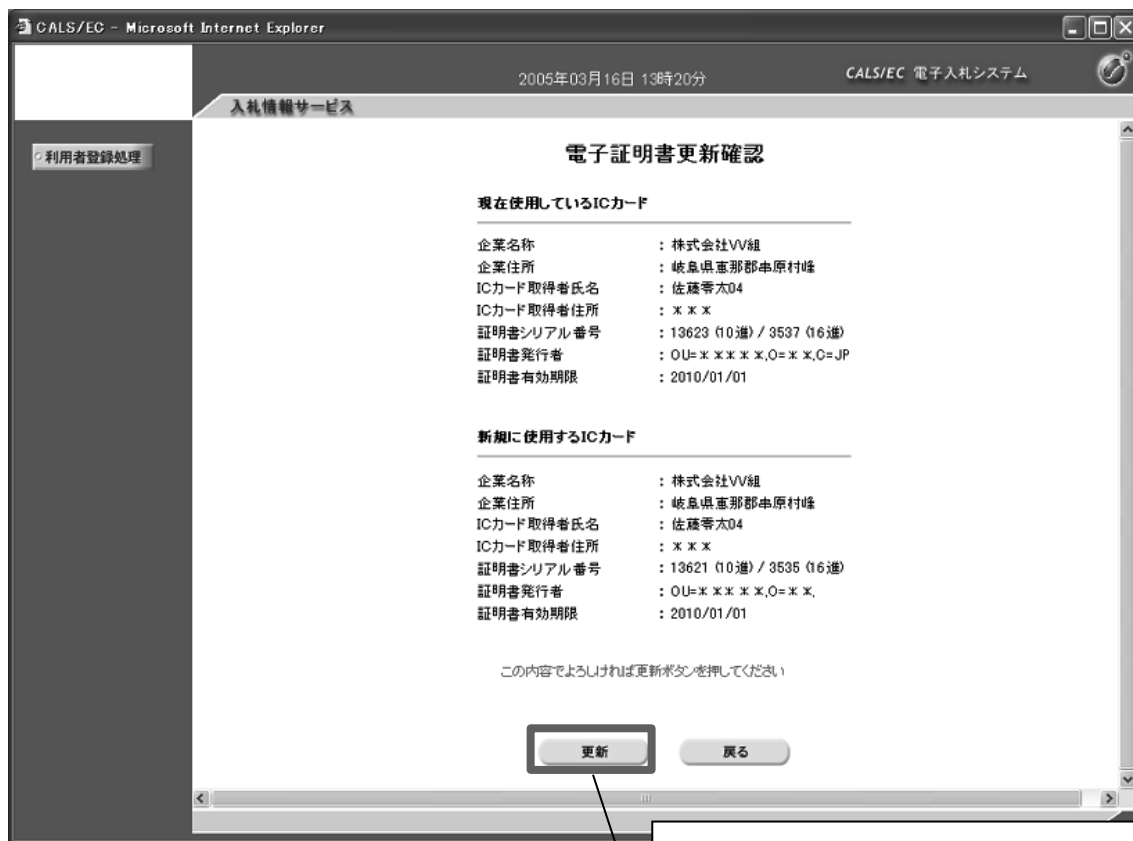 CALS/EC - Microsoft Internet Explorer
2005年03月16日 13時20分
CALS/EC 電子入札システム
入札情報サービス
利用者登録処理
電子証明書更新確認
現在使用しているICカード
企業名称 : 株式会社VV組
企業住所 : 岐阜県恵那郡串原村峰
ICカード取得者氏名 : 佐藤零太04
ICカード取得者住所 : ＊＊＊
証明書シリアル番号 : 13623 (10進) / 3537 (16進)
証明書発行者 : OU=＊＊＊＊＊,O=＊＊,C=JP
証明書有効期限 : 2010/01/01
新規に使用するICカード
企業名称 : 株式会社VV組
企業住所 : 岐阜県恵那郡串原村峰
ICカード取得者氏名 : 佐藤零太04
ICカード取得者住所 : ＊＊＊
証明書シリアル番号 : 13621 (10進) / 3535 (16進)
証明書発行者 : OU=＊＊＊＊＊,O=＊＊,
証明書有効期限 : 2010/01/01
この内容でよろしければ更新ボタンを押してください
更新 戻る